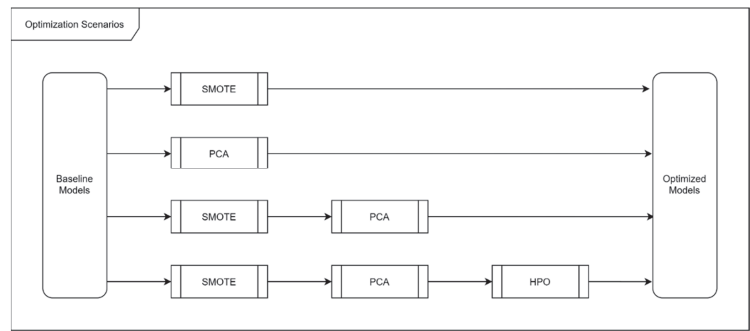 Optimization Scenarios
SMOTE
PCA
Baseline
Models
Optimized
Models
SMOTE
PCA
SMOTE
PCA
HPO